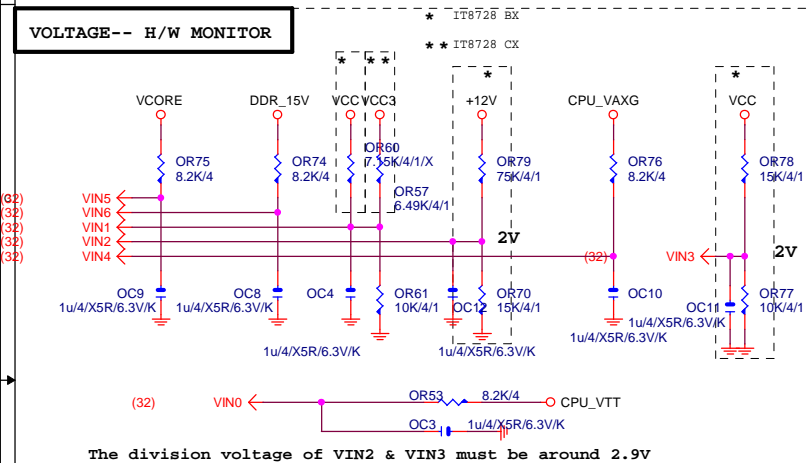 * IT8728 BX
VOLTAGE-- H/W MONITOR
* * IT8728 CX
* * * * *
VCORE DDR_15V VCC VCC3 +12V CPU_VAXG VCC
OR75 8.2K/4
OR74 8.2K/4
OR60 7.15K/4/1/X
OR57 6.49K/4/1
OR79 75K/4/1
OR76 8.2K/4
OR78 15K/4/1
(32) VIN5
(32) VIN6
(32) VIN1
(32) VIN2 2V
(32) VIN4
(32) VIN3 2V
OC9 1u/4/X5R/6.3V/K
OC8 1u/4/X5R/6.3V/K
OC4 1u/4/X5R/6.3V/K
OR61 10K/4/1
OC12 1u/4/X5R/6.3V/K
OR70 15K/4/1
OC10 1u/4/X5R/6.3V/K
OC11 1u/4/X5R/6.3V/K
OR77 10K/4/1
(32) VIN0 OR53 8.2K/4 CPU_VTT
OC3 1u/4/X5R/6.3V/K
The division voltage of VIN2 & VIN3 must be around 2.9V